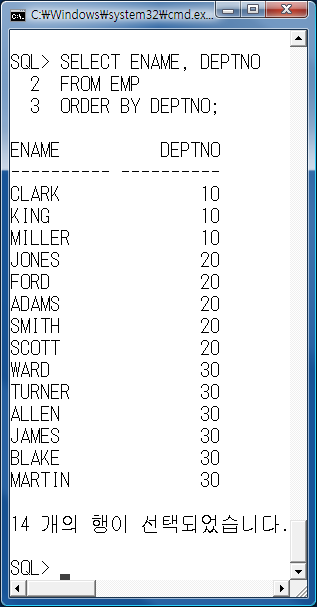 C:\Windows\system32\cmd.ex...
SQL> SELECT ENAME, DEPTNO
2 FROM EMP
3 ORDER BY DEPTNO;
ENAME DEPTNO
---------- ----------
CLARK 10
KING 10
MILLER 10
JONES 20
FORD 20
ADAMS 20
SMITH 20
SCOTT 20
WARD 30
TURNER 30
ALLEN 30
JAMES 30
BLAKE 30
MARTIN 30
14 개의 행이 선택되었습니다.
SQL>